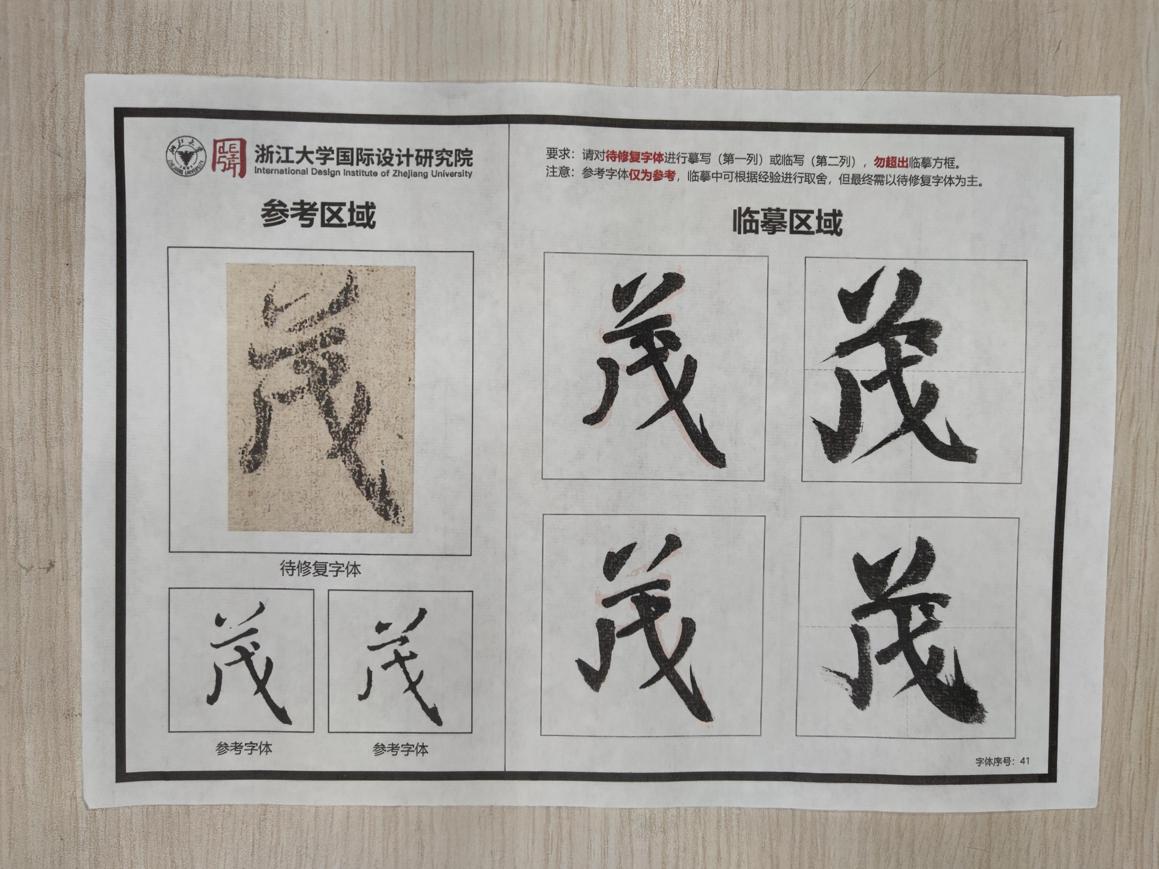 浙江大学国际设计研究院
International Design Institute of Zhejiang University
参考区域
茂
待修复字体
茂
茂
参考字体
参考字体
要求：请对待修复字体进行摹写（第一列）或临写（第二列），勿超出临摹方框。
注意：参考字体仅为参考，临摹中可根据经验进行取舍，但最终需以待修复字体为主。
临摹区域
茂
茂
茂
茂
字体序号：41